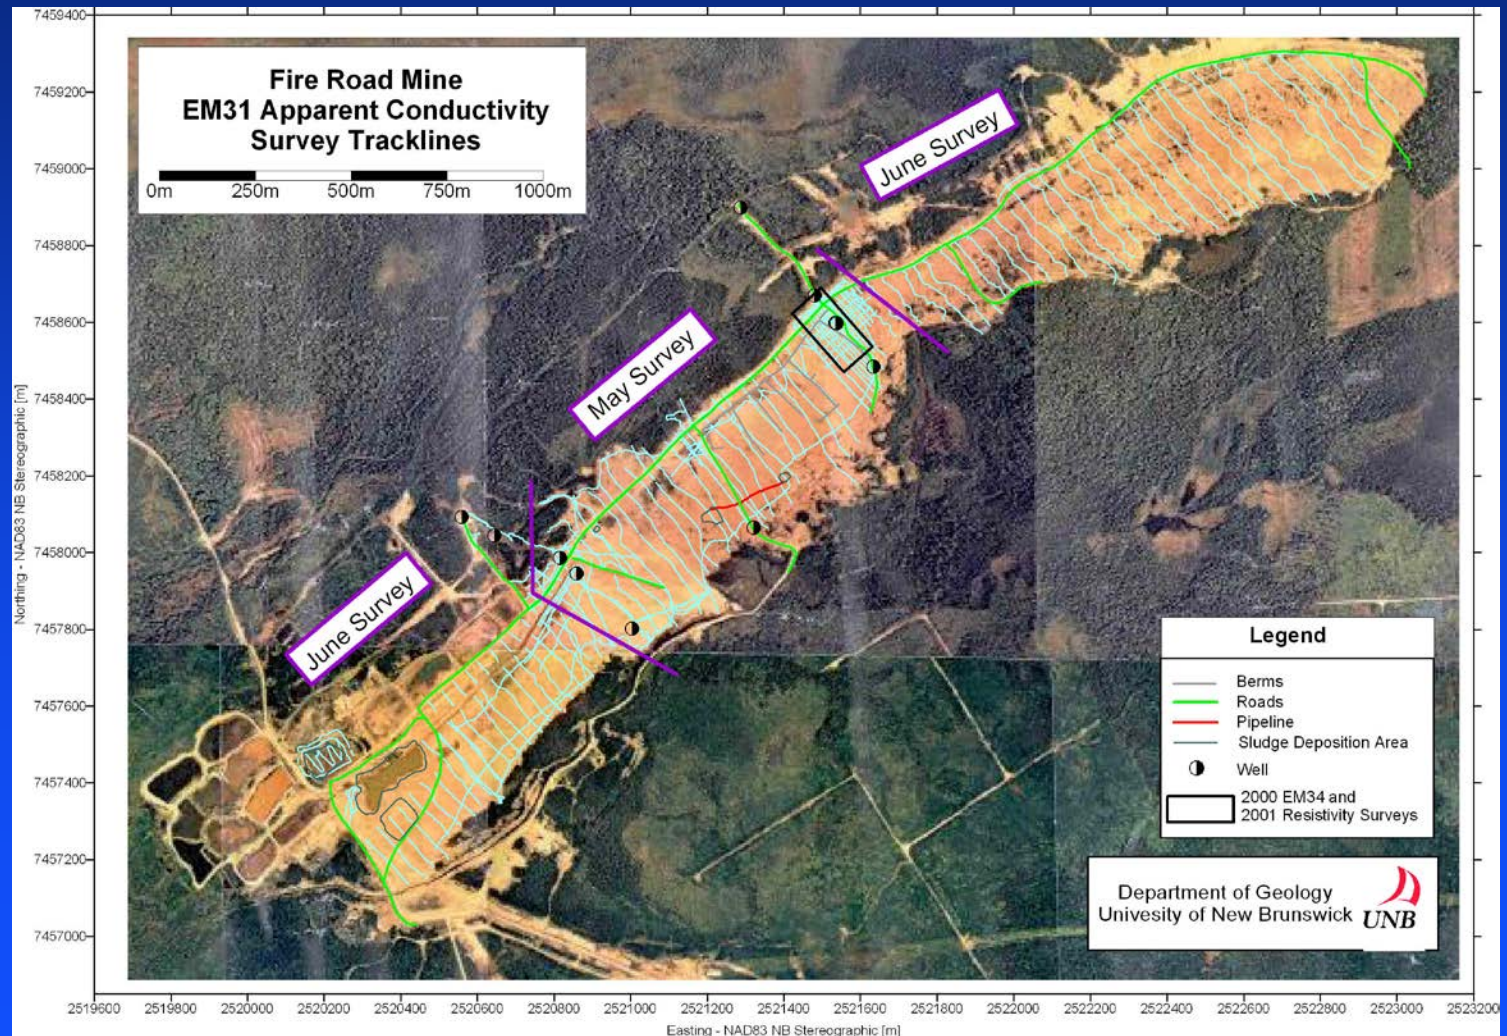 Fire Road Mine
EM31 Apparent Conductivity
Survey Tracklines
0m 250m 500m 750m 1000m
June Survey
May Survey
June Survey
7459400
7459200
7459000
7458800
7458600
7458400
7458200
7458000
7457800
7457600
7457400
7457200
7457000
Northing - NAD83 NB Stereographic [m]
Legend
Berms
Roads
Pipeline
Sludge Deposition Area
Well
2000 EM34 and
2001 Resistivity Surveys
Department of Geology
Univesity of New Brunswick
UNB
2519600 2519800 2520000 2520200 2520400 2520600 2520800 2521000 2521200 2521400 2521600 2521800 2522000 2522200 2522400 2522600 2522800 2523000 2523200
Easting - NAD83 NB Stereographic [m]